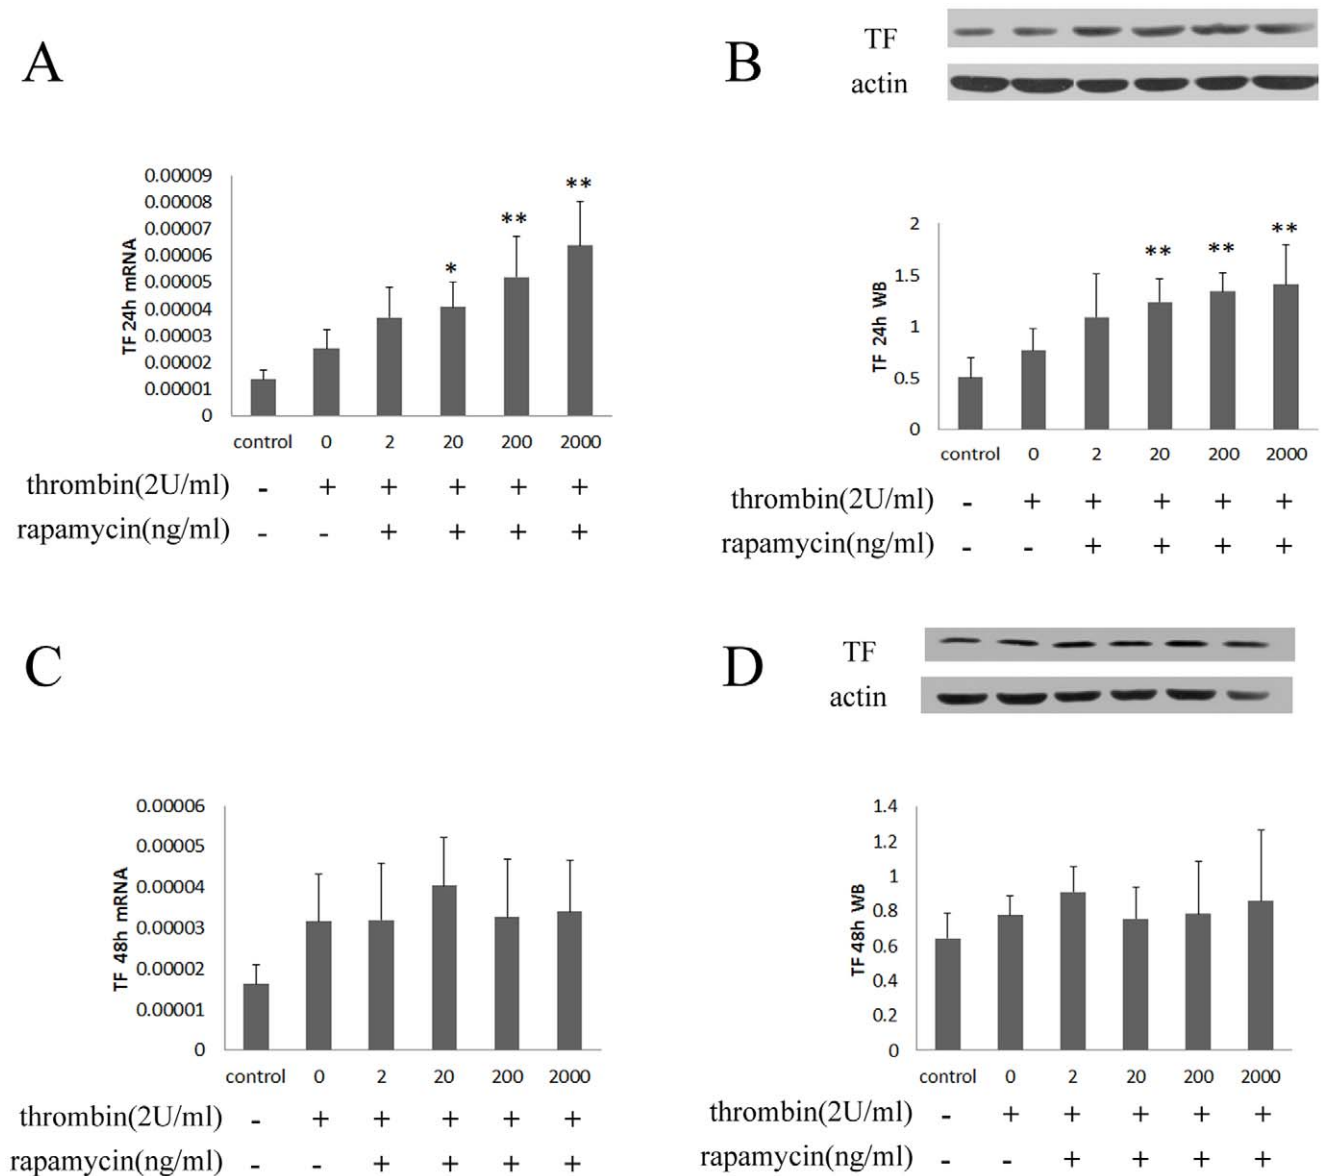 A
0.00009
0.00008
0.00007
0.00006
0.00005
0.00004
0.00003
0.00002
0.00001
0
TF 24h mRNA
* ** **
control 0 2 20 200 2000
thrombin(2U/ml) - + + + + +
rapamycin(ng/ml) - - + + + +
B
TF
actin
2
1.5
1
0.5
0
TF 24h WB
** ** **
control 0 2 20 200 2000
thrombin(2U/ml) - + + + + +
rapamycin(ng/ml) - - + + + +
C
0.00006
0.00005
0.00004
0.00003
0.00002
0.00001
0
TF 48h mRNA
control 0 2 20 200 2000
thrombin(2U/ml) - + + + + +
rapamycin(ng/ml) - - + + + +
D
TF
actin
1.4
1.2
1
0.8
0.6
0.4
0.2
0
TF 48h WB
control 0 2 20 200 2000
thrombin(2U/ml) - + + + + +
rapamycin(ng/ml) - - + + + +